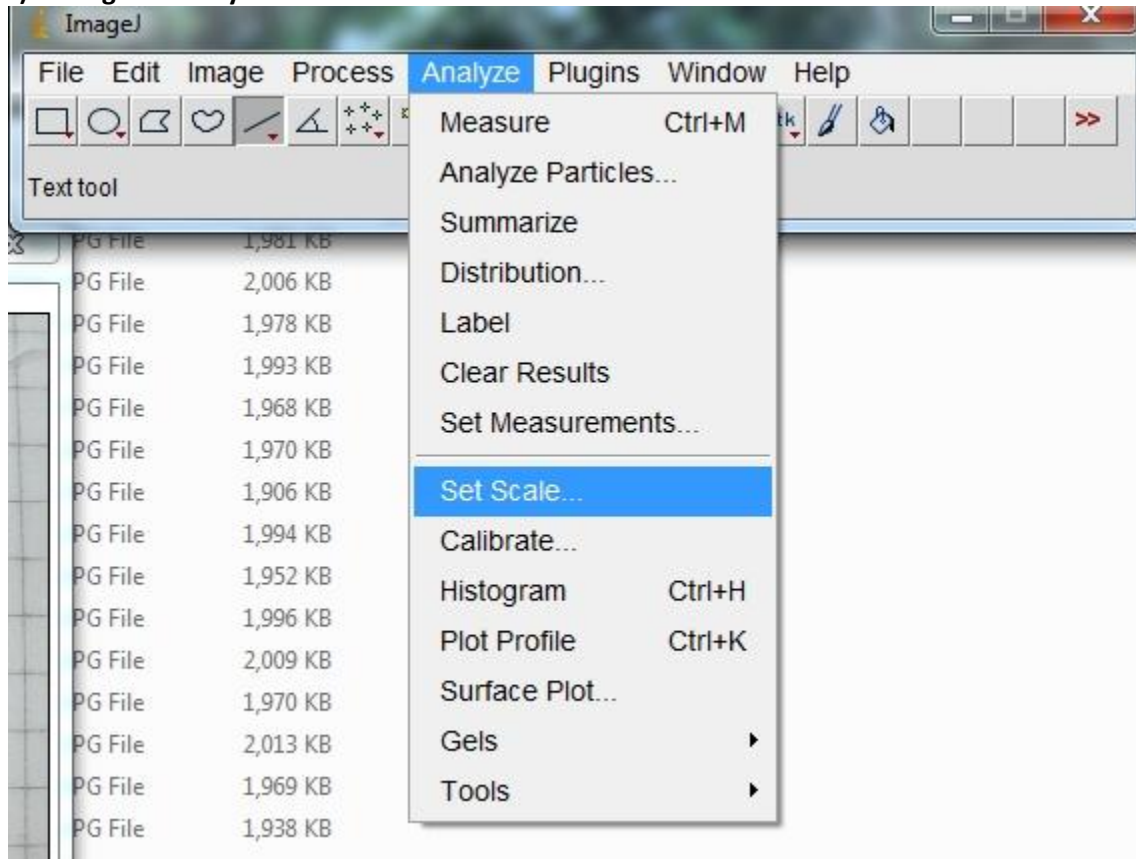 ImageJ
File Edit Image Process Analyze Plugins Window Help
Text tool
Measure Ctrl+M
Analyze Particles...
Summarize
Distribution...
Label
Clear Results
Set Measurements...
Set Scale...
Calibrate...
Histogram Ctrl+H
Plot Profile Ctrl+K
Surface Plot...
Gels
Tools
PG File 1,981 KB
PG File 2,006 KB
PG File 1,978 KB
PG File 1,993 KB
PG File 1,968 KB
PG File 1,970 KB
PG File 1,906 KB
PG File 1,994 KB
PG File 1,952 KB
PG File 1,996 KB
PG File 2,009 KB
PG File 1,970 KB
PG File 2,013 KB
PG File 1,969 KB
PG File 1,938 KB